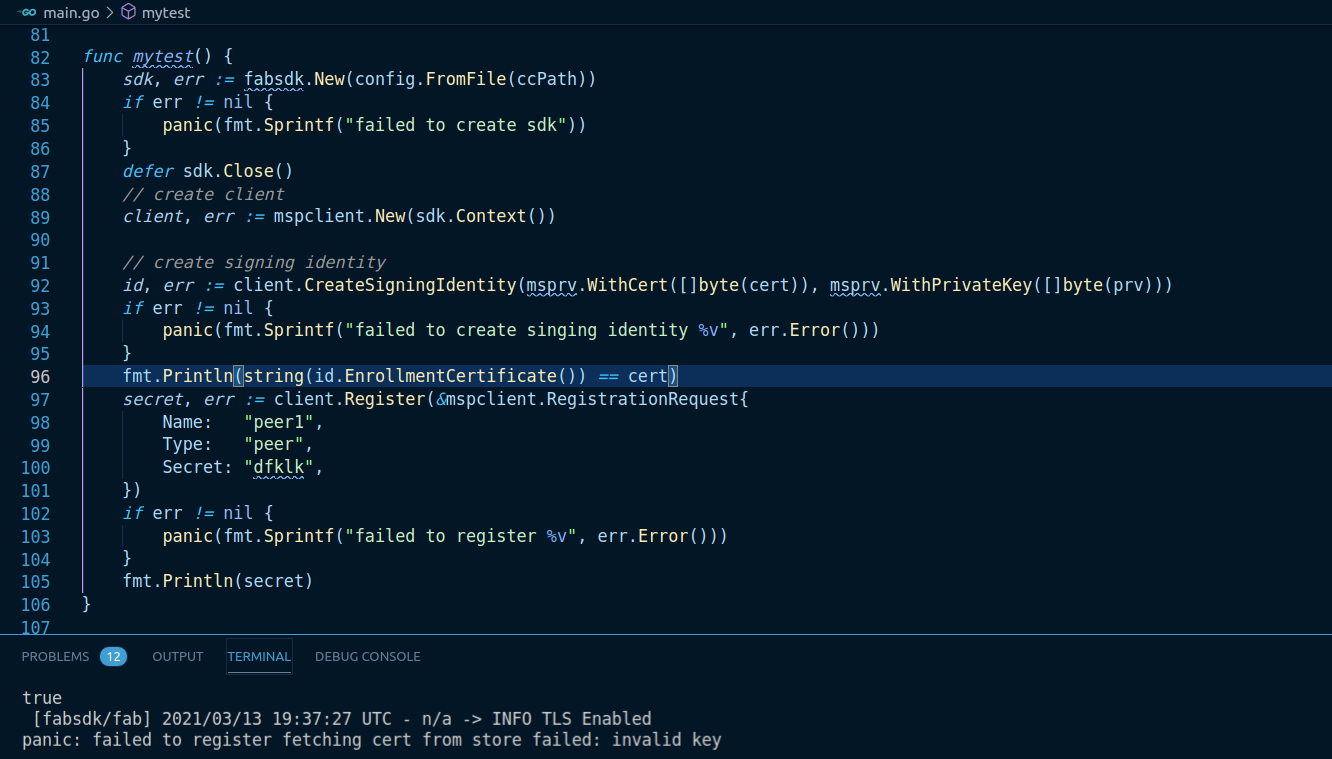 GO main.go > mytest
81
82 func mytest() {
83 sdk, err := fabsdk.New(config.FromFile(ccPath))
84 if err != nil {
85 panic(fmt.Sprintf("failed to create sdk"))
86 }
87 defer sdk.Close()
88 // create client
89 client, err := mspclient.New(sdk.Context())
90
91 // create signing identity
92 id, err := client.CreateSigningIdentity(msprv.WithCert([]byte(cert)), msprv.WithPrivateKey([]byte(prv)))
93 if err != nil {
94 panic(fmt.Sprintf("failed to create singing identity %v", err.Error()))
95 }
96 fmt.Println(string(id.EnrollmentCertificate()) == cert)
97 secret, err := client.Register(&mspclient.RegistrationRequest{
98 Name: "peer1",
99 Type: "peer",
100 Secret: "dfklk",
101 })
102 if err != nil {
103 panic(fmt.Sprintf("failed to register %v", err.Error()))
104 }
105 fmt.Println(secret)
106 }
107
PROBLEMS 12 OUTPUT TERMINAL DEBUG CONSOLE
true
[fabsdk/fab] 2021/03/13 19:37:27 UTC - n/a -> INFO TLS Enabled
panic: failed to register fetching cert from store failed: invalid key